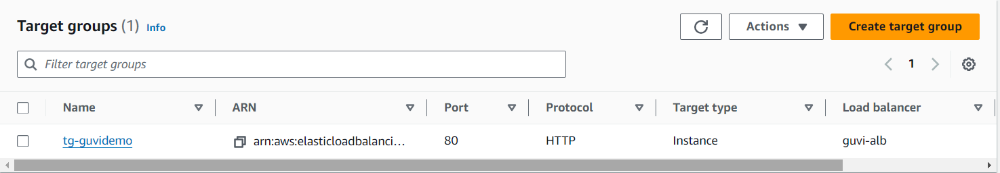 Target groups (1) Info
Actions
Create target group
Filter target groups
1
Name ARN Port Protocol Target type Load balancer
tg-guvidemo arn:aws:elasticloadbalanci... 80 HTTP Instance guvi-alb